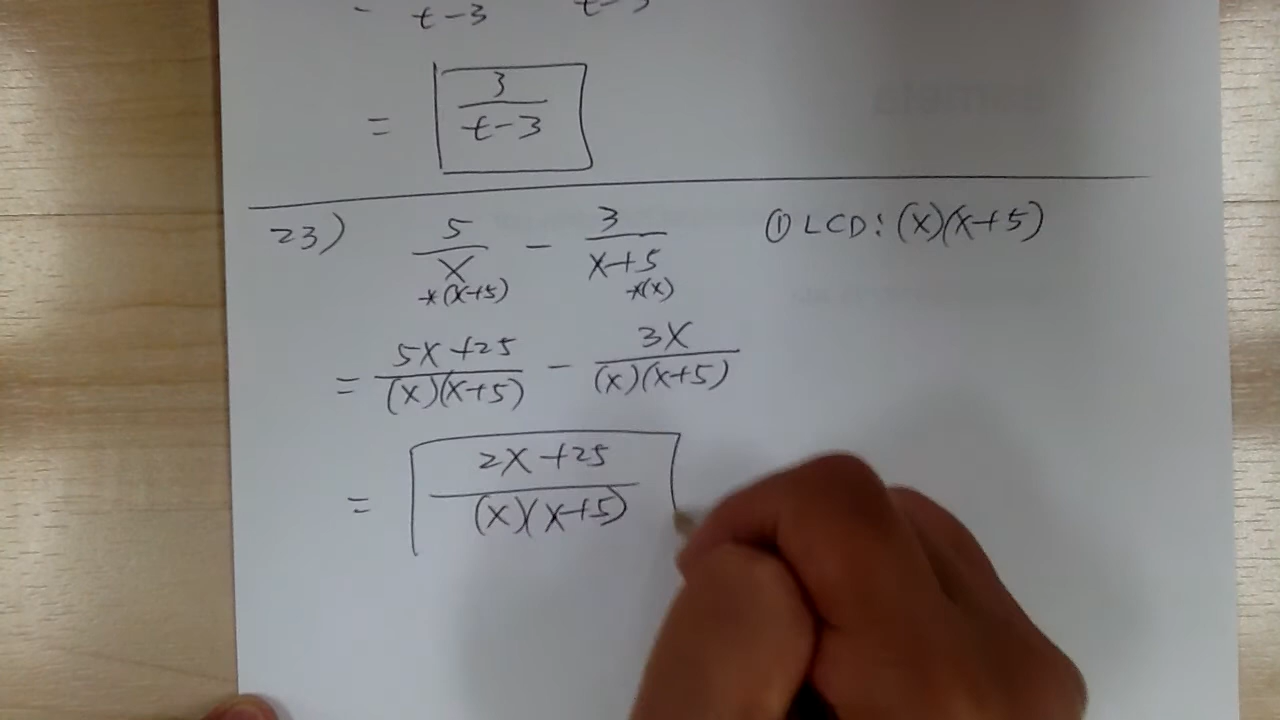 - t-3 t-3
= 3/(t-3)
23) 5/x - 3/(x+5) ① LCD: (x)(x+5)
*(x+5) *(x)
= (5x+25)/((x)(x+5)) - 3x/((x)(x+5))
= (2x+25)/((x)(x+5))